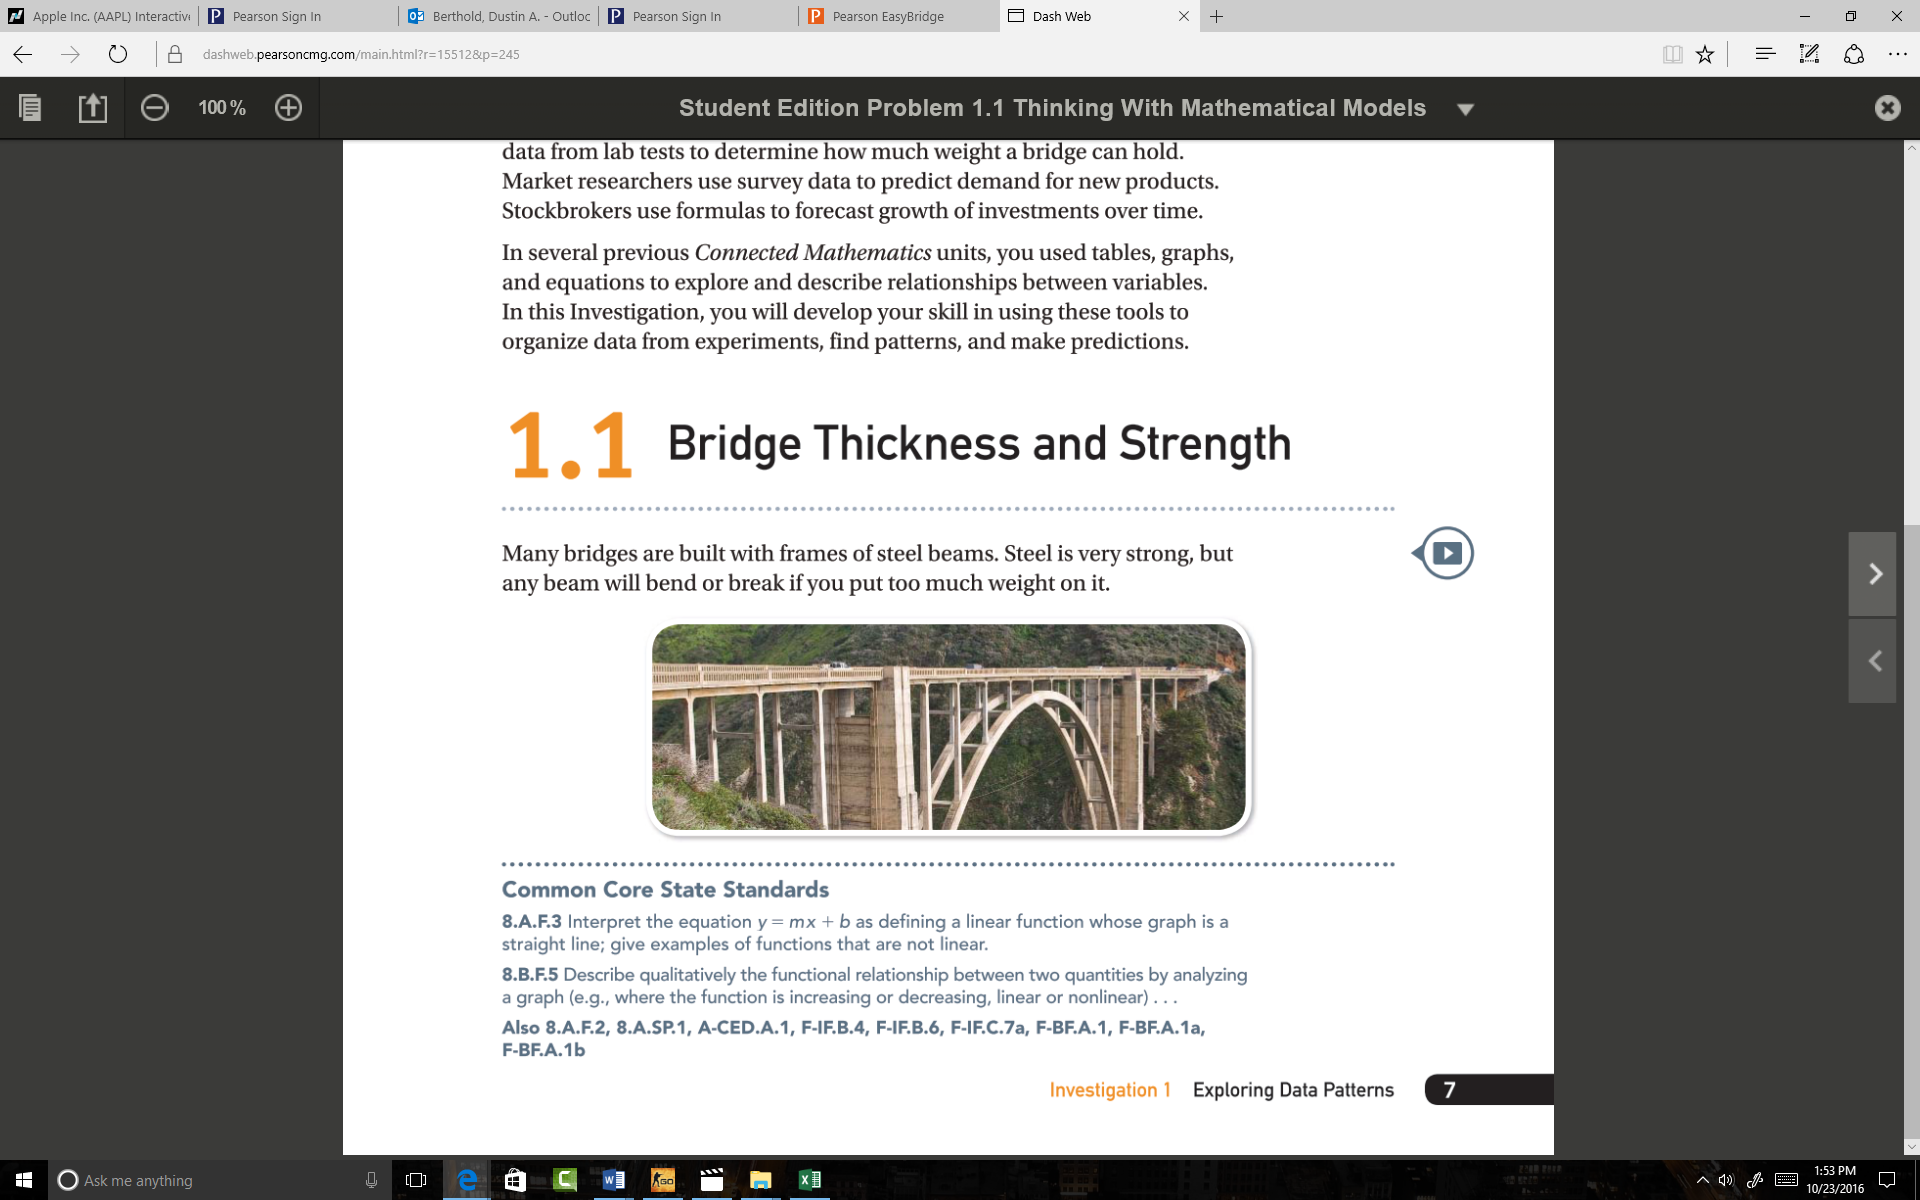 Apple Inc. (AAPL) Interactiv
Pearson Sign In
Berthold, Dustin A. - Outloc
Pearson Sign In
Pearson EasyBridge
Dash Web
dashweb.pearsoncmg.com/main.html?r=15512&p=245
100 %
Student Edition Problem 1.1 Thinking With Mathematical Models
data from lab tests to determine how much weight a bridge can hold.
Market researchers use survey data to predict demand for new products.
Stockbrokers use formulas to forecast growth of investments over time.
In several previous Connected Mathematics units, you used tables, graphs,
and equations to explore and describe relationships between variables.
In this Investigation, you will develop your skill in using these tools to
organize data from experiments, find patterns, and make predictions.
1.1 Bridge Thickness and Strength
Many bridges are built with frames of steel beams. Steel is very strong, but
any beam will bend or break if you put too much weight on it.
Common Core State Standards
8.A.F.3 Interpret the equation y = mx + b as defining a linear function whose graph is a
straight line; give examples of functions that are not linear.
8.B.F.5 Describe qualitatively the functional relationship between two quantities by analyzing
a graph (e.g., where the function is increasing or decreasing, linear or nonlinear) . . .
Also 8.A.F.2, 8.A.SP.1, A-CED.A.1, F-IF.B.4, F-IF.B.6, F-IF.C.7a, F-BF.A.1, F-BF.A.1a,
F-BF.A.1b
Investigation 1 Exploring Data Patterns 7
Ask me anything
GO
1:53 PM
10/23/2016